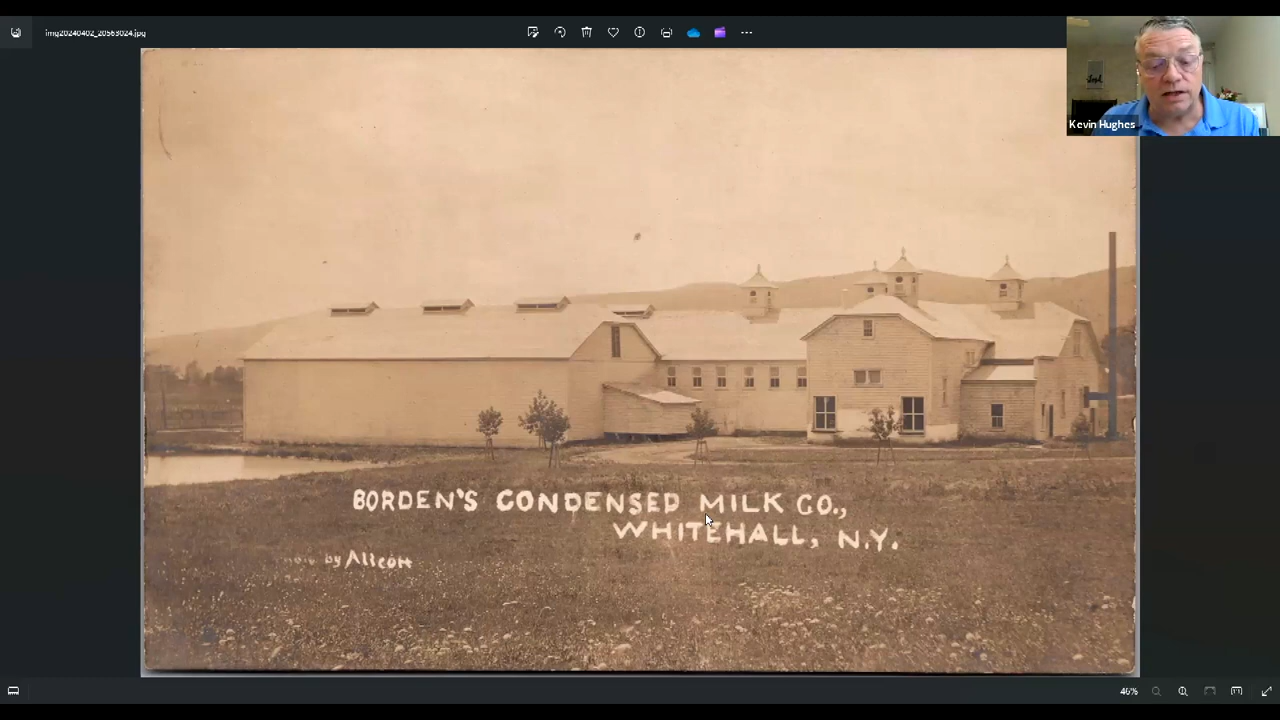 img20240402_20563024.jpg
Kevin Hughes
BORDEN'S CONDENSED MILK CO.,
WHITEHALL, N.Y.
by Allcott
46%